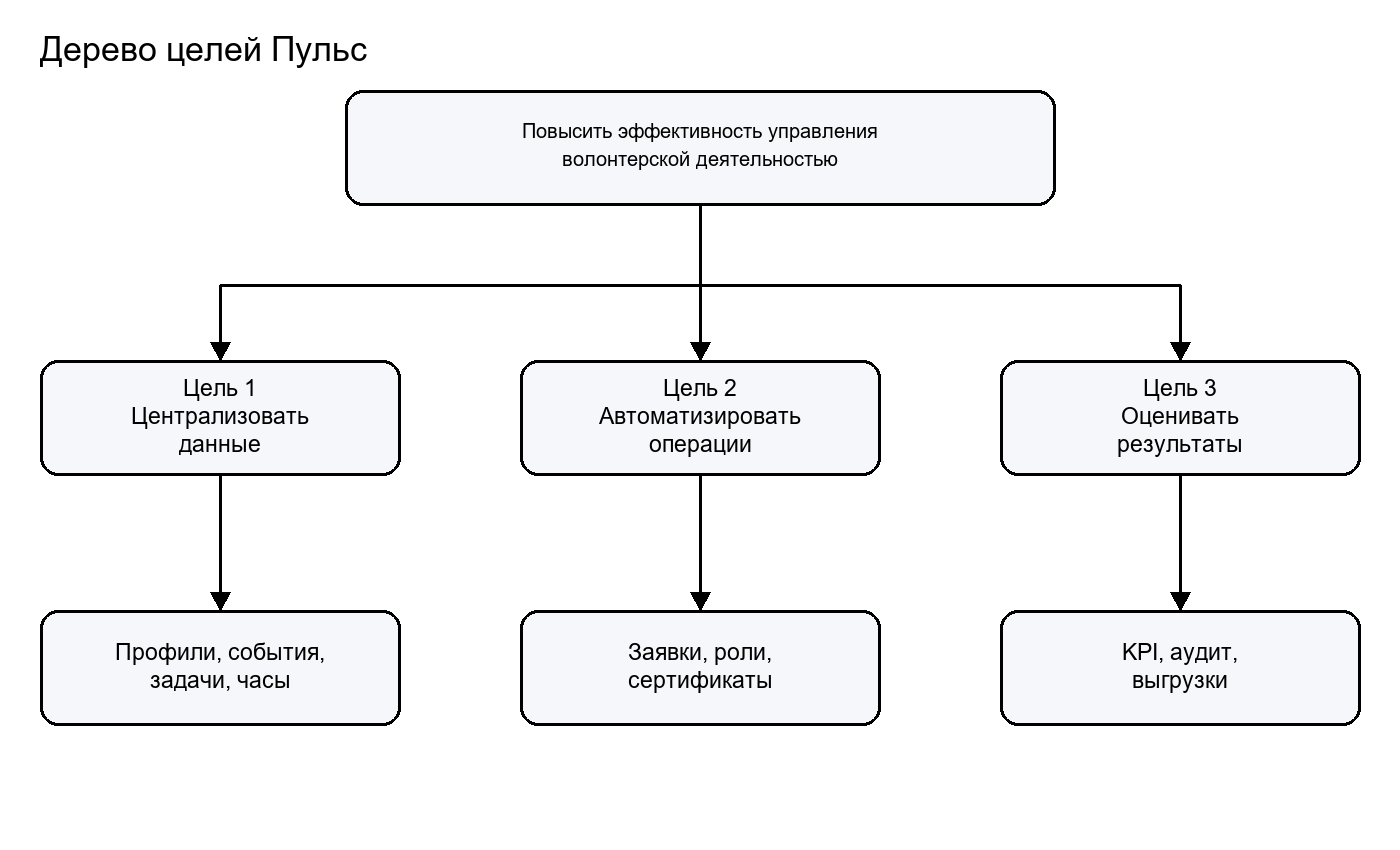 Дерево целей Пульс
Повысить эффективность управления
волонтерской деятельностью
Цель 1
Централизовать
данные
Цель 2
Автоматизировать
операции
Цель 3
Оценивать
результаты
Профили, события,
задачи, часы
Заявки, роли,
сертификаты
KPI, аудит,
выгрузки